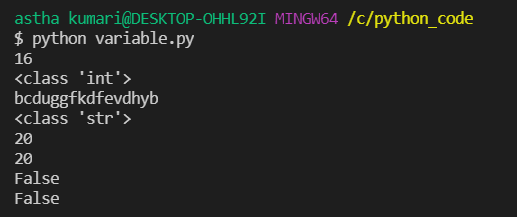 astha kumari@DESKTOP-OHHL92I MINGW64 /c/python_code
$ python variable.py
16
<class 'int'>
bcduggfkdfevdhyb
<class 'str'>
20
20
False
False